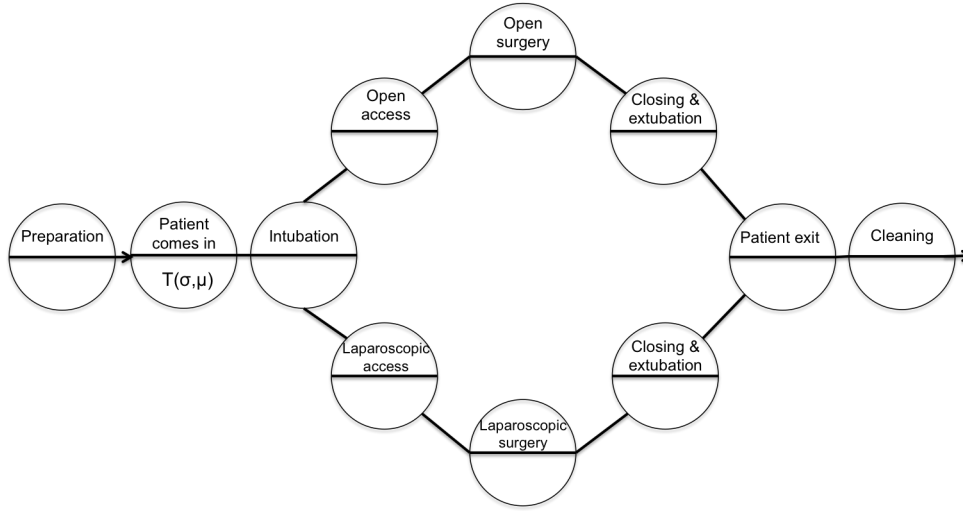 Open
surgery
Open
access
Closing &
extubation
Preparation
Patient
comes in
T(σ,μ)
Intubation
Patient exit
Cleaning
Laparoscopic
access
Closing &
extubation
Laparoscopic
surgery